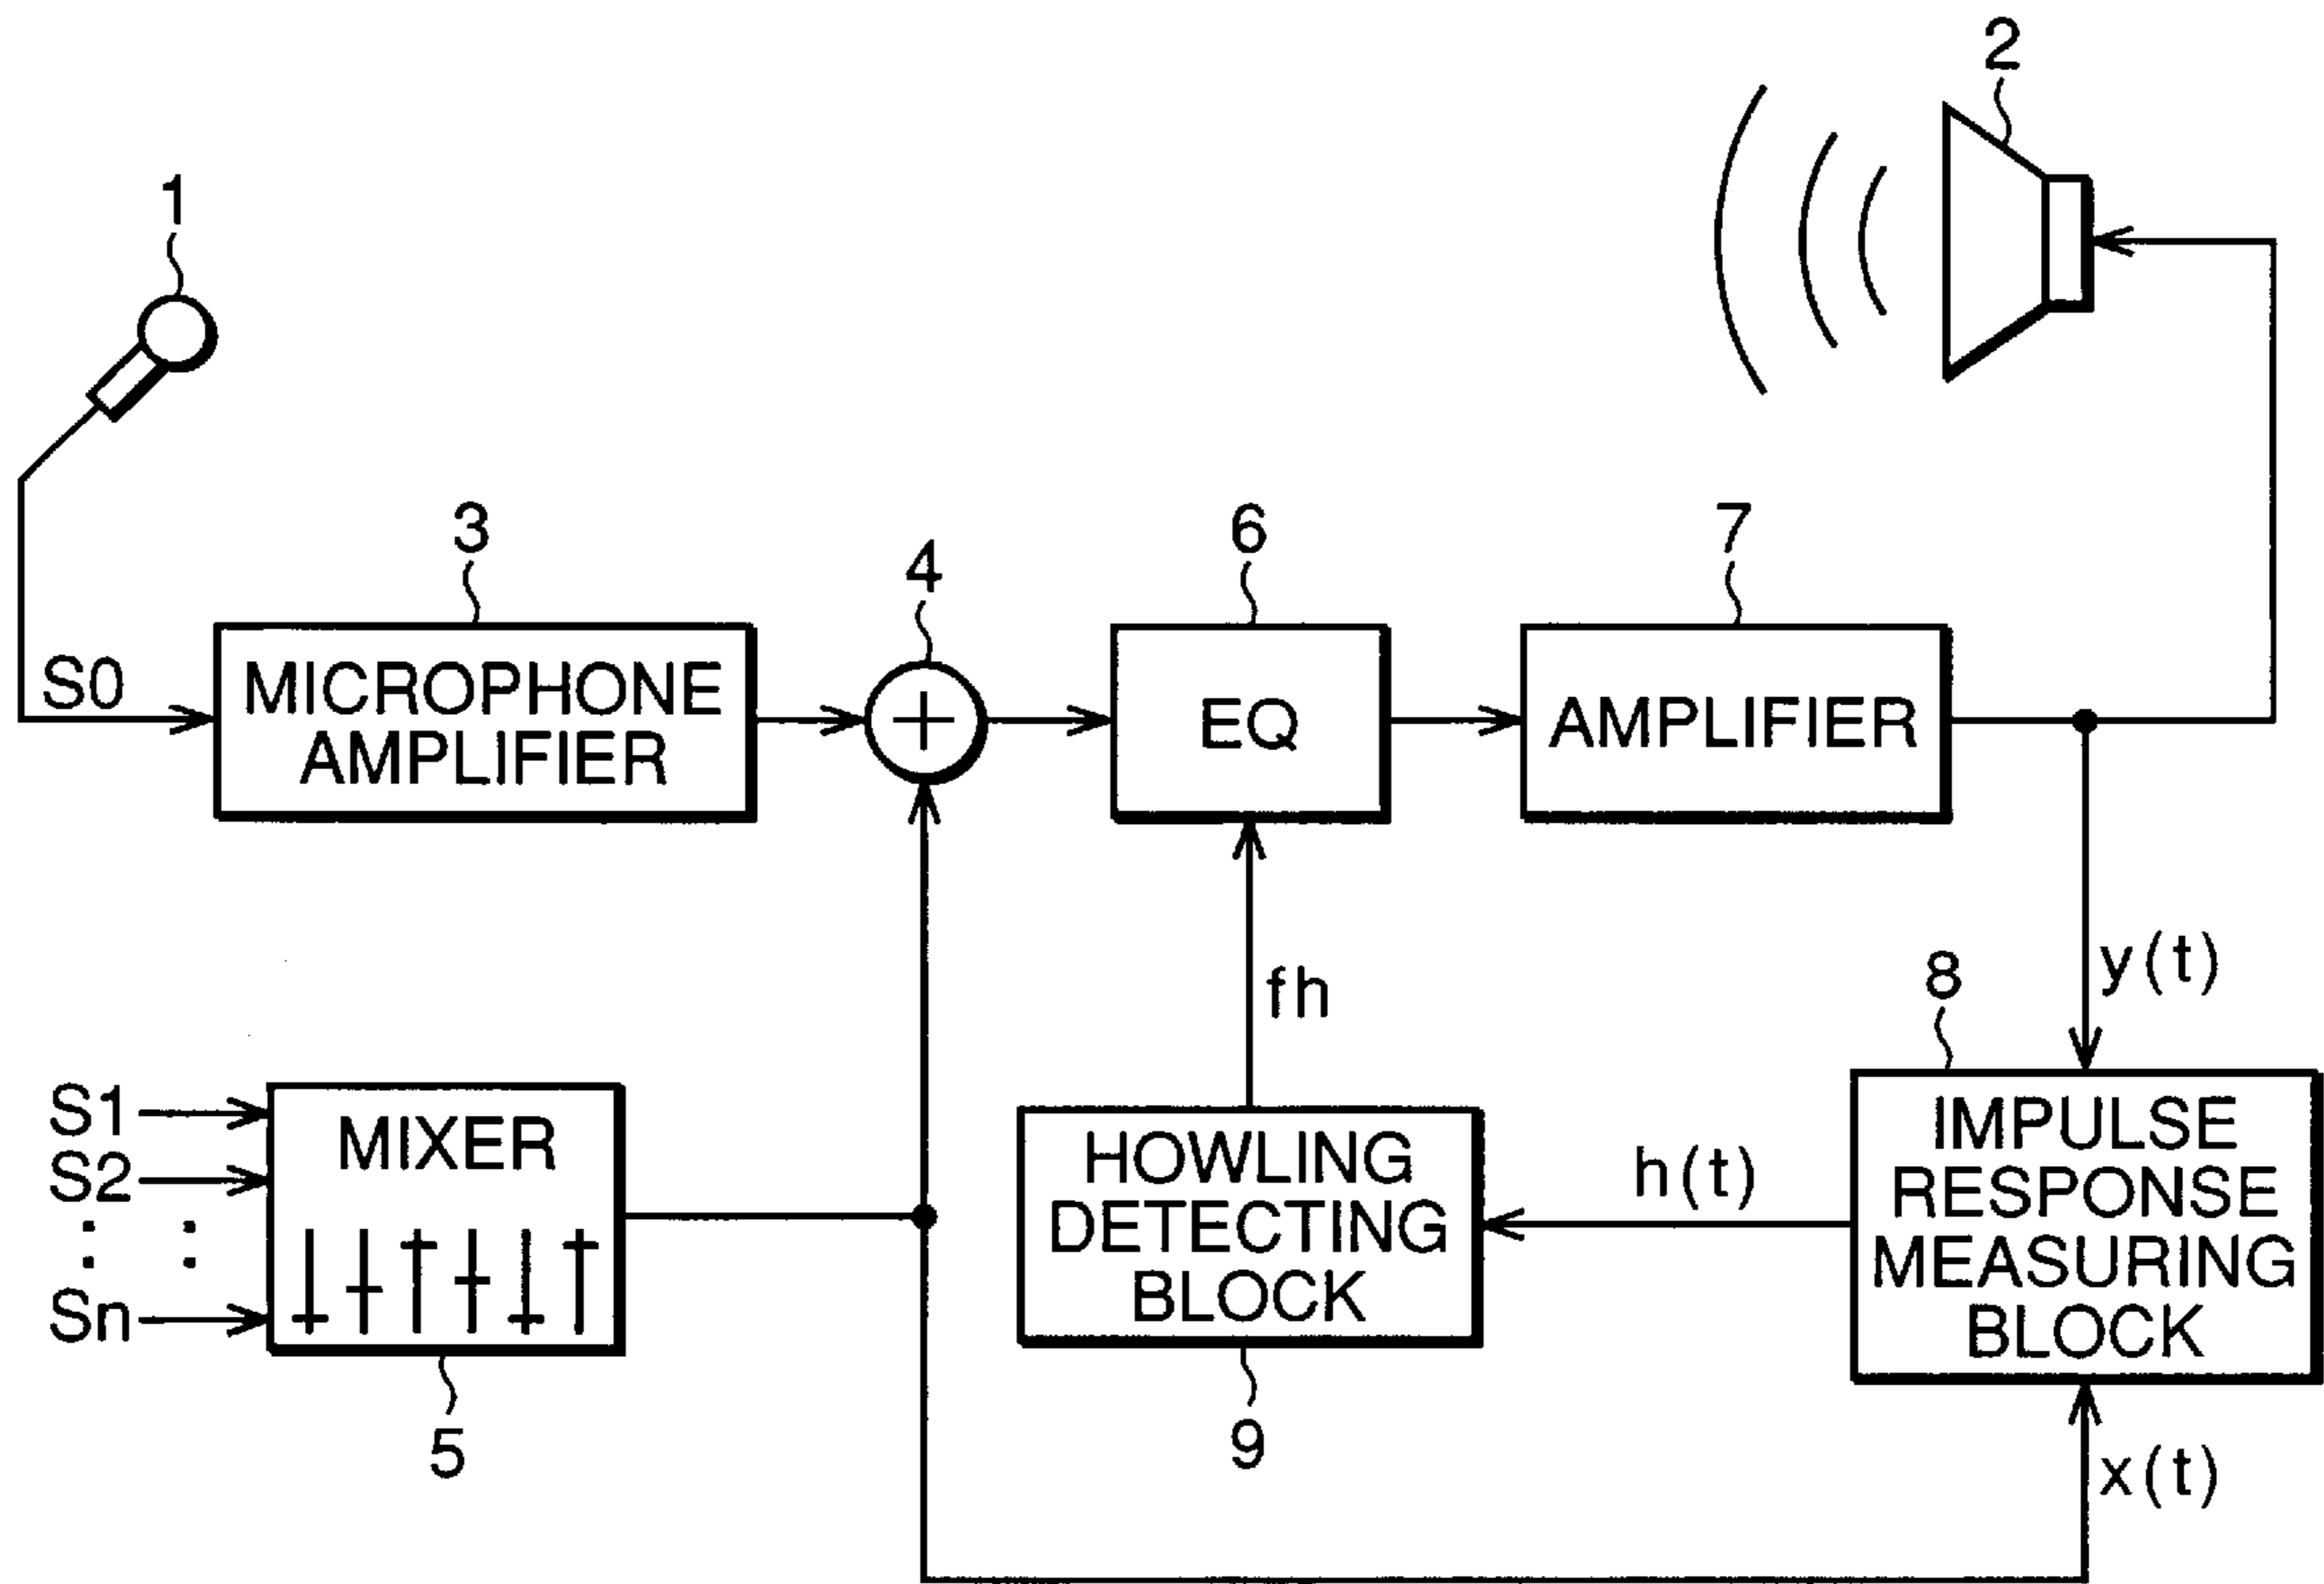 2
1
3
4
6
7
S0
MICROPHONE
AMPLIFIER
+
EQ
AMPLIFIER
fh
8
y(t)
S1
S2
Sn
MIXER
5
HOWLING
DETECTING
BLOCK
9
h(t)
IMPULSE
RESPONSE
MEASURING
BLOCK
x(t)